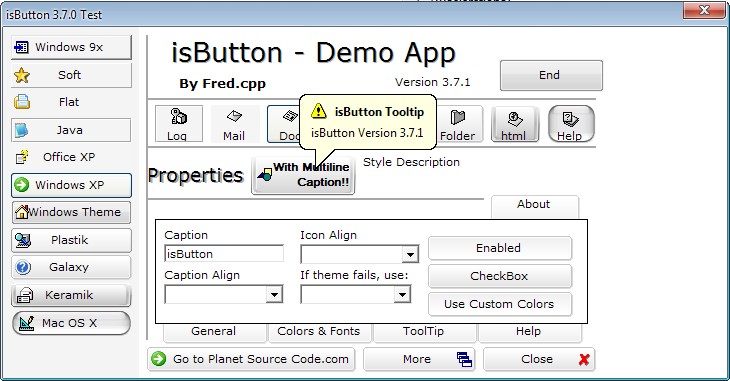 isButton 3.7.0 Test
Windows 9x
Soft
Flat
Java
Office XP
Windows XP
Windows Theme
Plastik
Galaxy
Keramik
Mac OS X
isButton - Demo App
By Fred.cpp
Version 3.7.1
End
Log
Mail
Folder
html
Help
isButton Tooltip
isButton Version 3.7.1
Properties
With Multiline
Caption!!
Style Description
About
Caption
isButton
Icon Align
Caption Align
If theme fails, use:
Enabled
CheckBox
Use Custom Colors
General
Colors & Fonts
ToolTip
Help
Go to Planet Source Code.com
More
Close